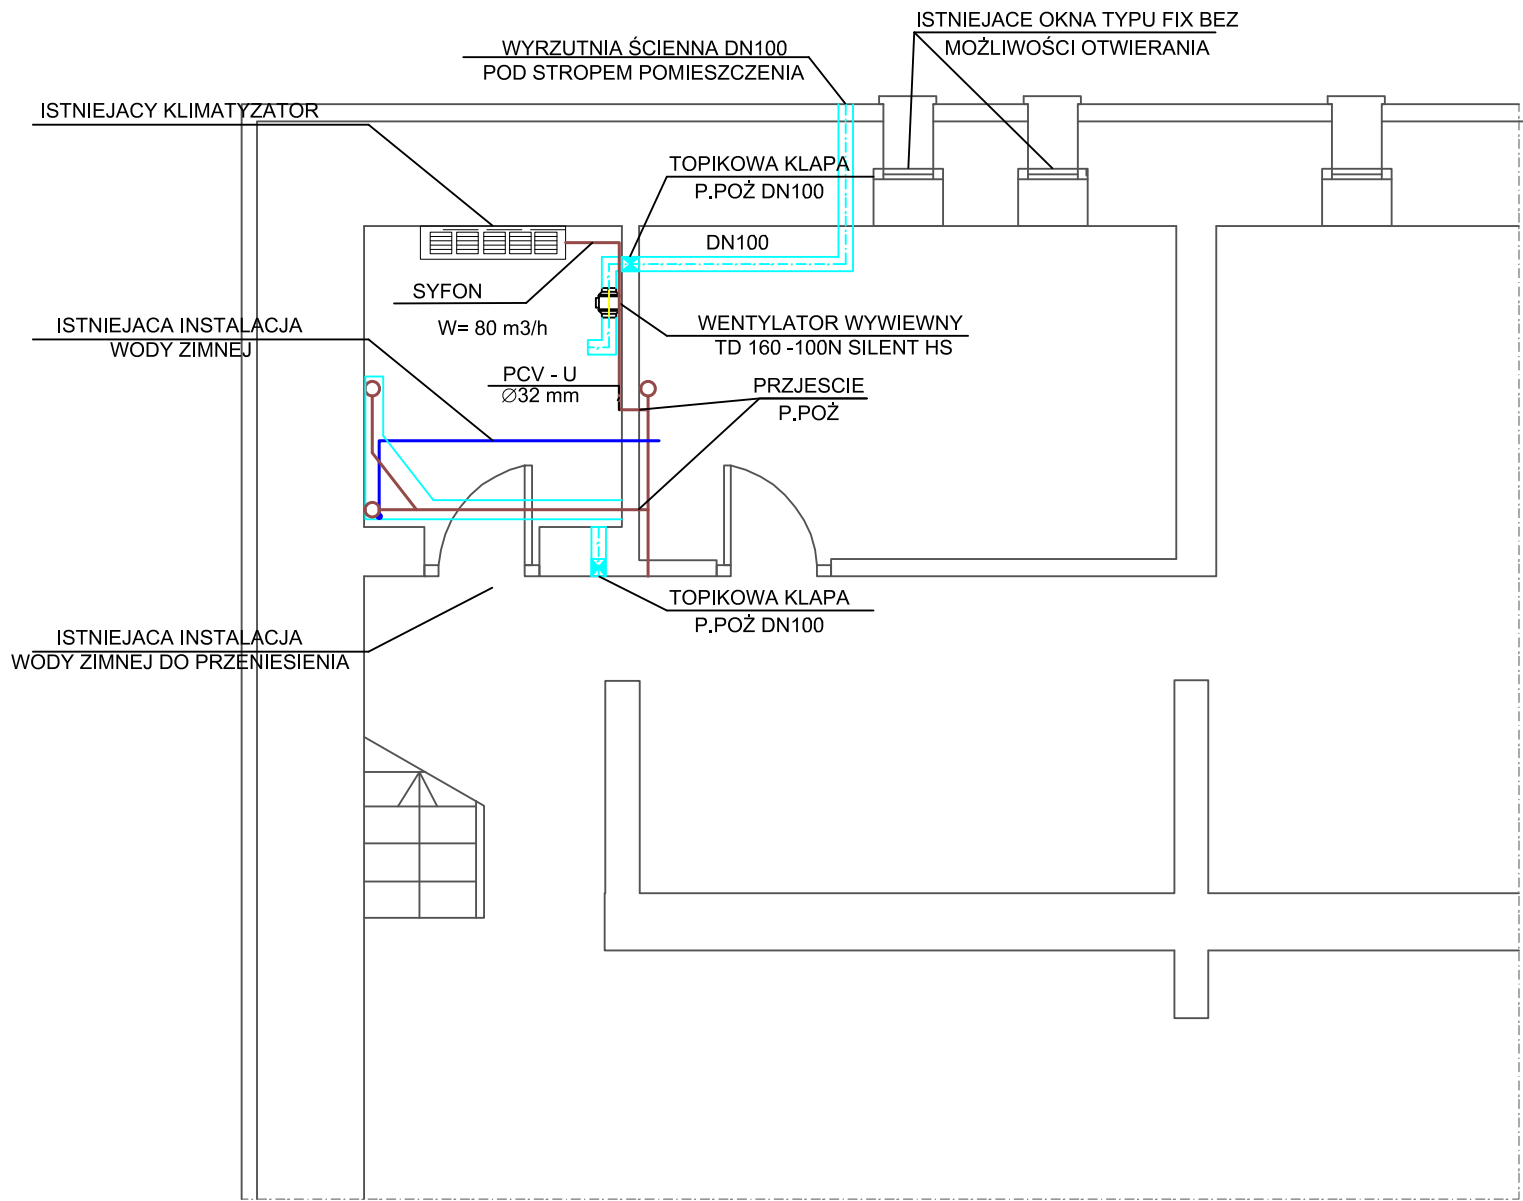 ISTNIEJACE OKNA TYPU FIX BEZ
MOŻLIWOŚCI OTWIERANIA
WYRZUTNIA ŚCIENNA DN100
POD STROPEM POMIESZCZENIA
ISTNIEJACY KLIMATYZATOR
TOPIKOWA KLAPA
P.POŻ DN100
DN100
SYFON
W= 80 m3/h
ISTNIEJACA INSTALACJA
WODY ZIMNEJ
WENTYLATOR WYWIEWNY
TD 160 -100N SILENT HS
PCV - U
∅32 mm
PRZJESCIE
P.POŻ
TOPIKOWA KLAPA
P.POŻ DN100
ISTNIEJACA INSTALACJA
WODY ZIMNEJ DO PRZENIESIENIA